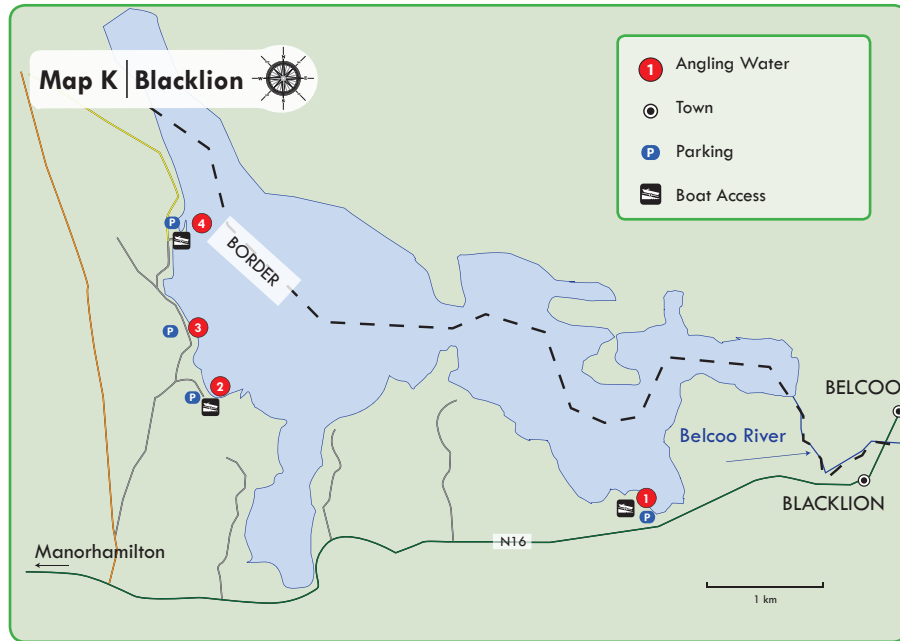 Map K | Blacklion
N
E
S
W
1 Angling Water
Town
P Parking
Boat Access
P 4
BORDER
P 3
P 2
BELCOO
Belcoo River
1
P
BLACKLION
N16
Manorhamilton
1 km